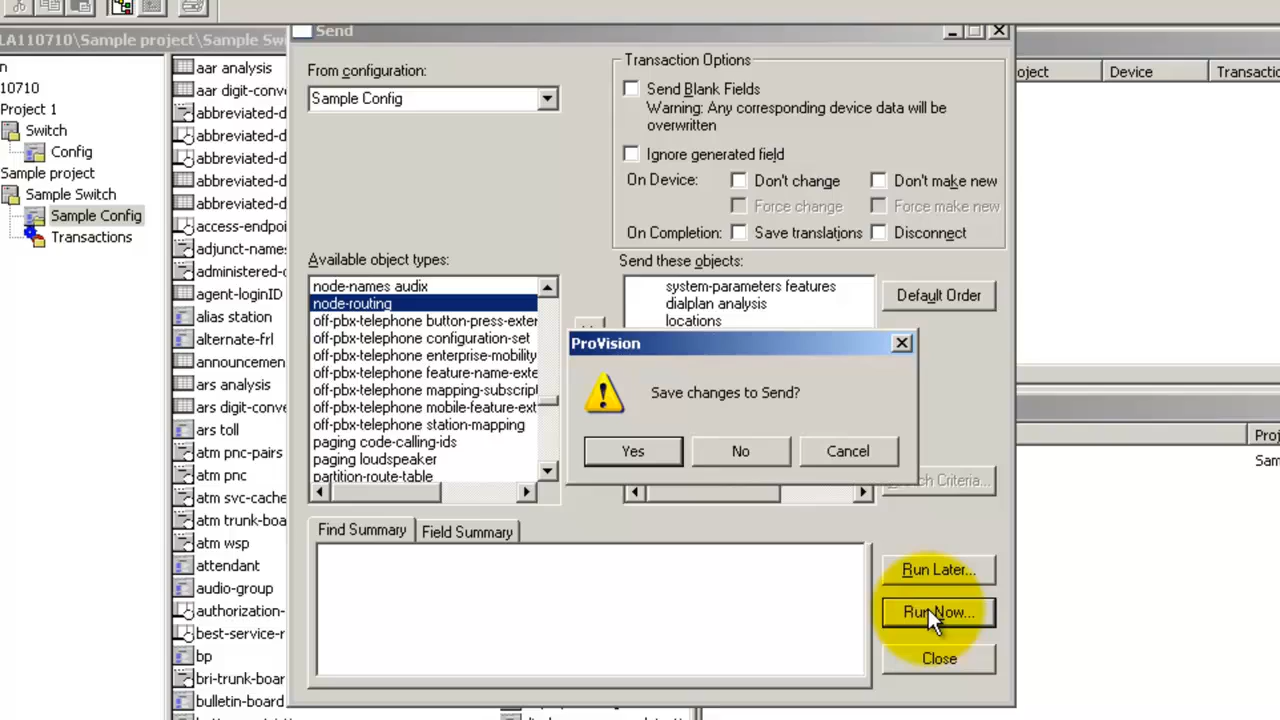 LA110710\Sample project\Sample Sw
n
10710
Project 1
Switch
Config
Sample project
Sample Switch
Sample Config
Transactions
aar analysis
aar digit-conve
abbreviated-d
abbreviated-d
abbreviated-d
abbreviated-d
abbreviated-d
access-endpoi
adjunct-names
administered-
agent-loginID
alias station
alternate-frl
announcemen
ars analysis
ars digit-conve
ars toll
atm pnc-pairs
atm pnc
atm svc-cache
atm trunk-boa
atm wsp
attendant
audio-group
authorization-
best-service-r
bp
bri-trunk-boar
bulletin-board
Send
From configuration:
Sample Config
Transaction Options
Send Blank Fields
Warning: Any corresponding device data will be
overwritten
Ignore generated field
On Device:
Don't change
Don't make new
Force change
Force make new
On Completion:
Save translations
Disconnect
Available object types:
node-names audix
node-routing
off-pbx-telephone button-press-exter
off-pbx-telephone configuration-set
off-pbx-telephone enterprise-mobility
off-pbx-telephone feature-name-exte
off-pbx-telephone mapping-subscrip
off-pbx-telephone mobile-feature-ext
off-pbx-telephone station-mapping
paging code-calling-ids
paging loudspeaker
partition-route-table
Send these objects:
system-parameters features
dialplan analysis
locations
Default Order
ProVision
Save changes to Send?
Yes
No
Cancel
ch Criteria...
Find Summary
Field Summary
Run Later...
Run Now...
Close
oject
Device
Transactio
Proj
Sam